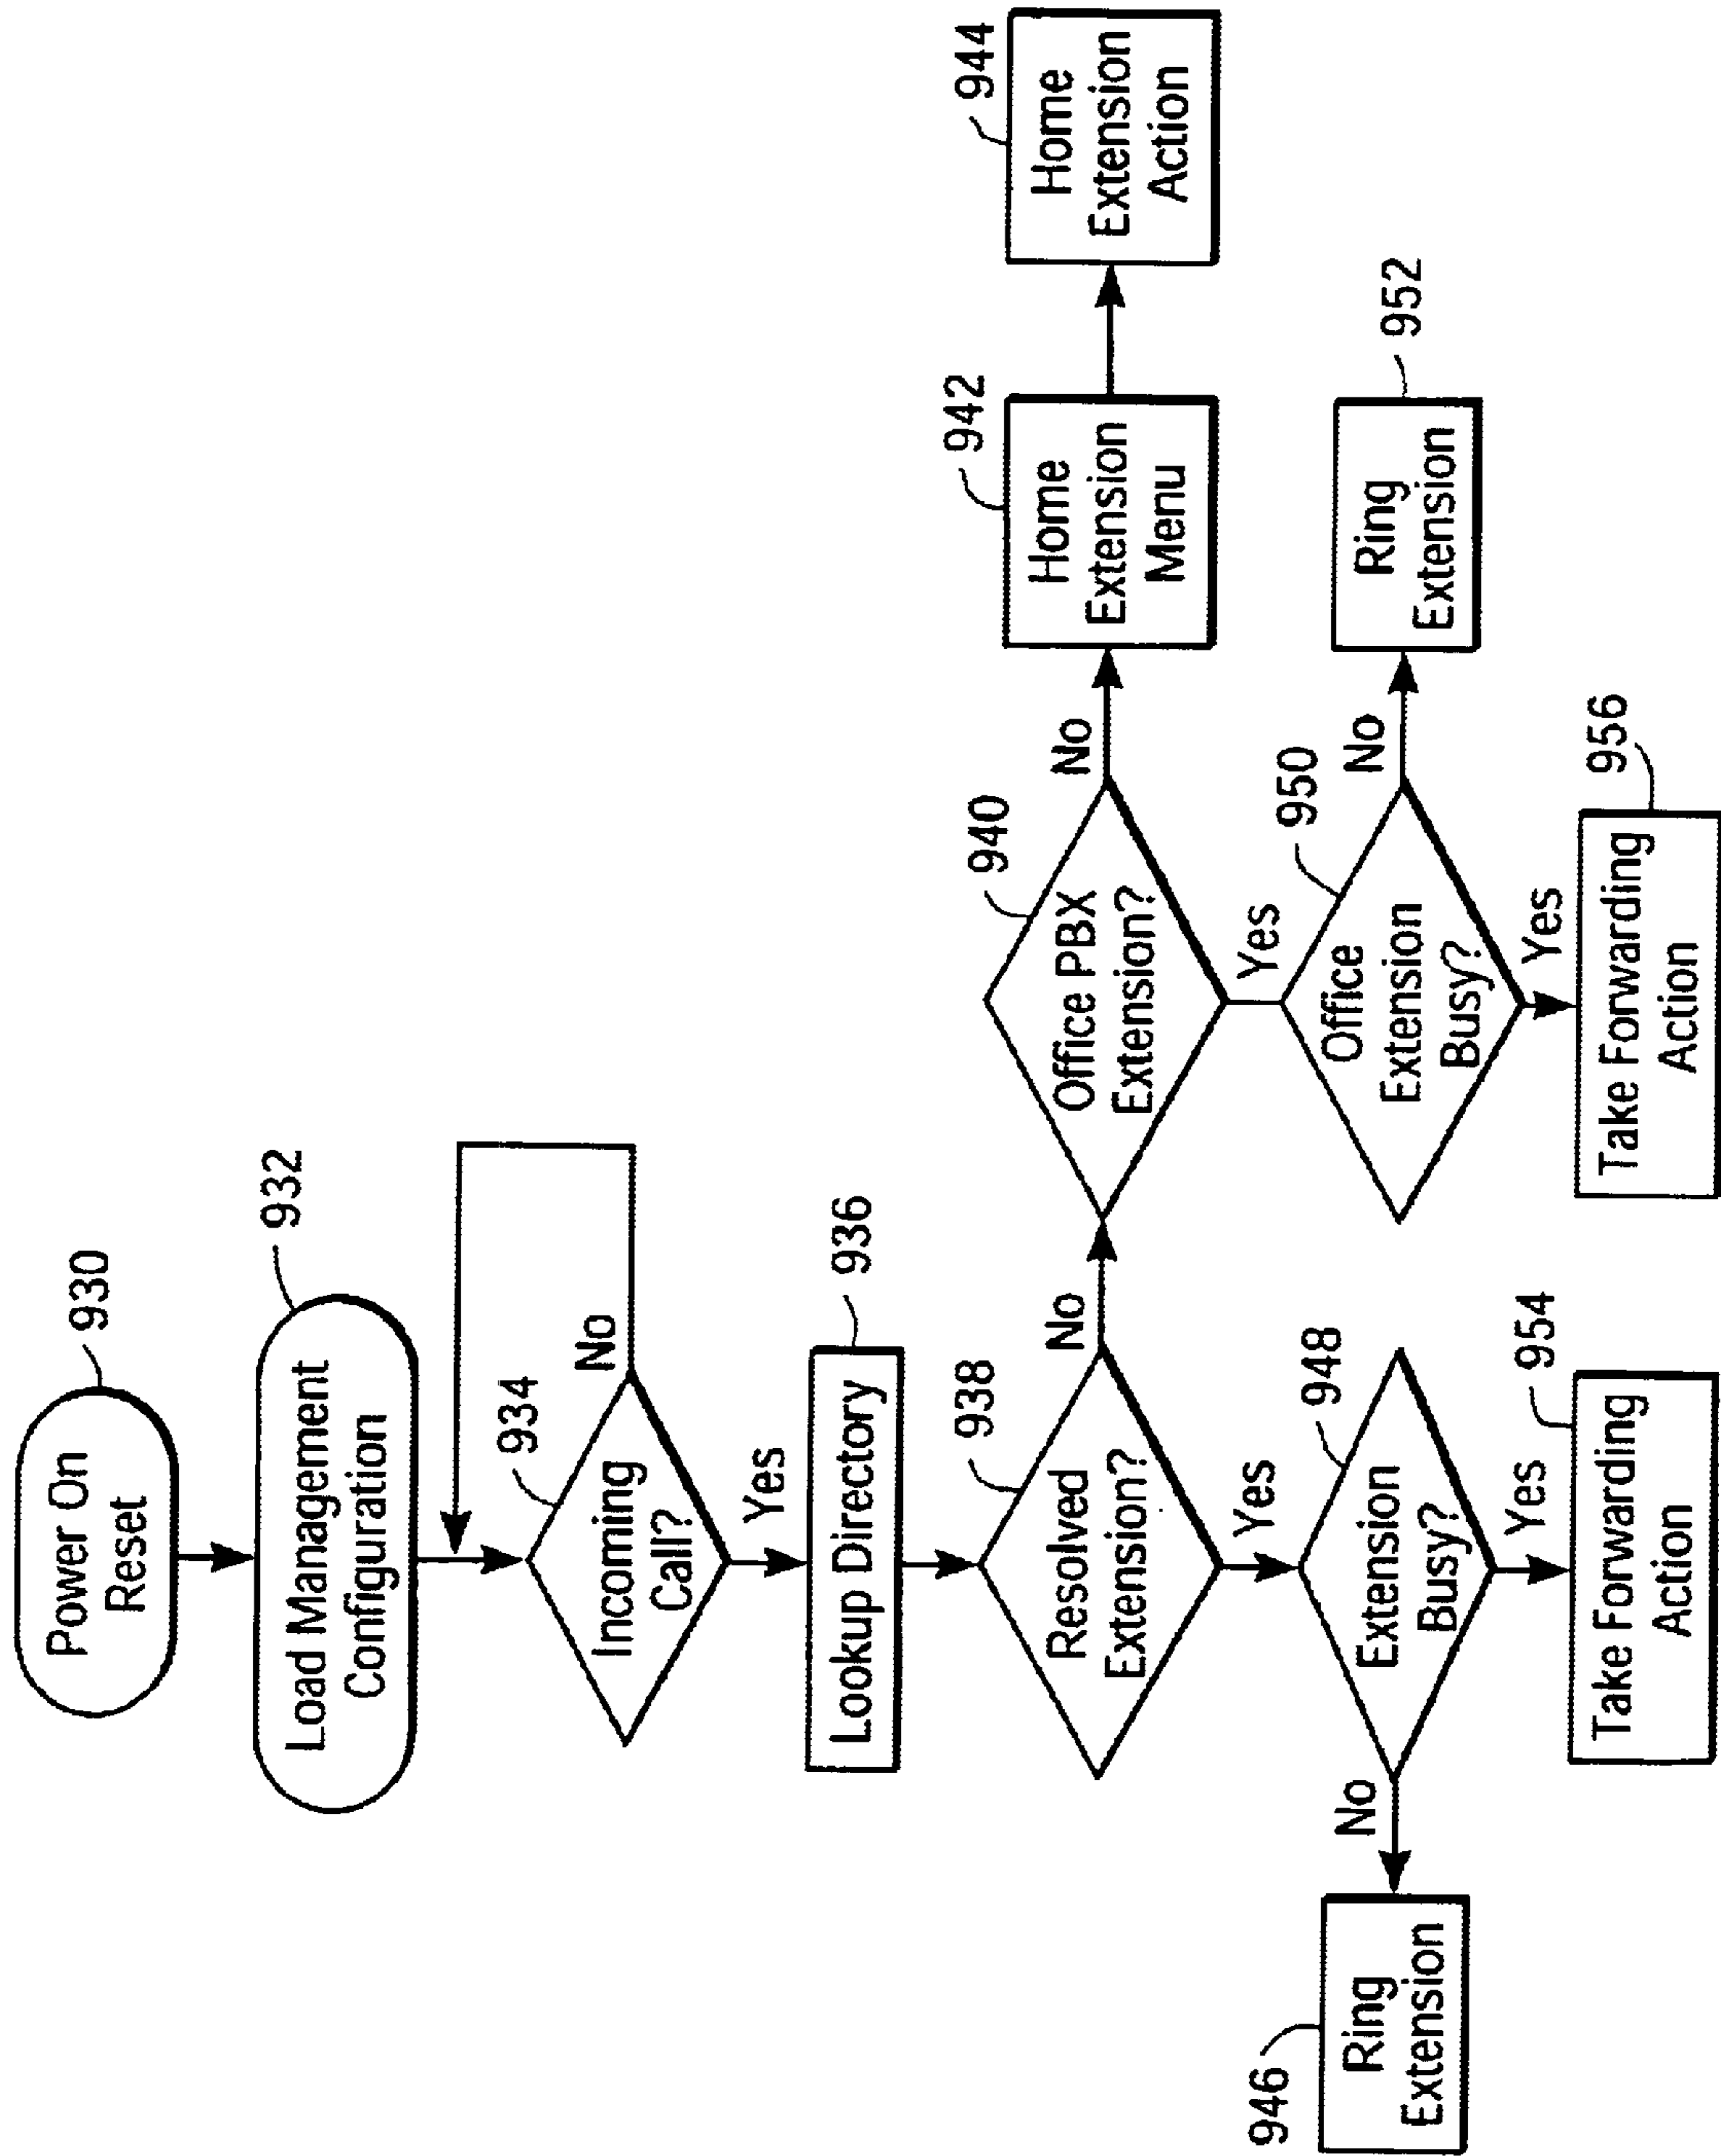 Power On
Reset
930
Load Management
Configuration
932
Incoming
Call?
934
No
Yes
Lookup Directory
936
Resolved
Extension?
938
No
Yes
Office PBX
Extension?
940
No
Yes
Home
Extension
Menu
942
Home
Extension
Action
944
Ring
Extension
946
No
Extension
Busy?
948
Yes
Office
Extension
Busy?
950
No
Yes
Ring
Extension
952
Take Forwarding
Action
954
Take Forwarding
Action
956